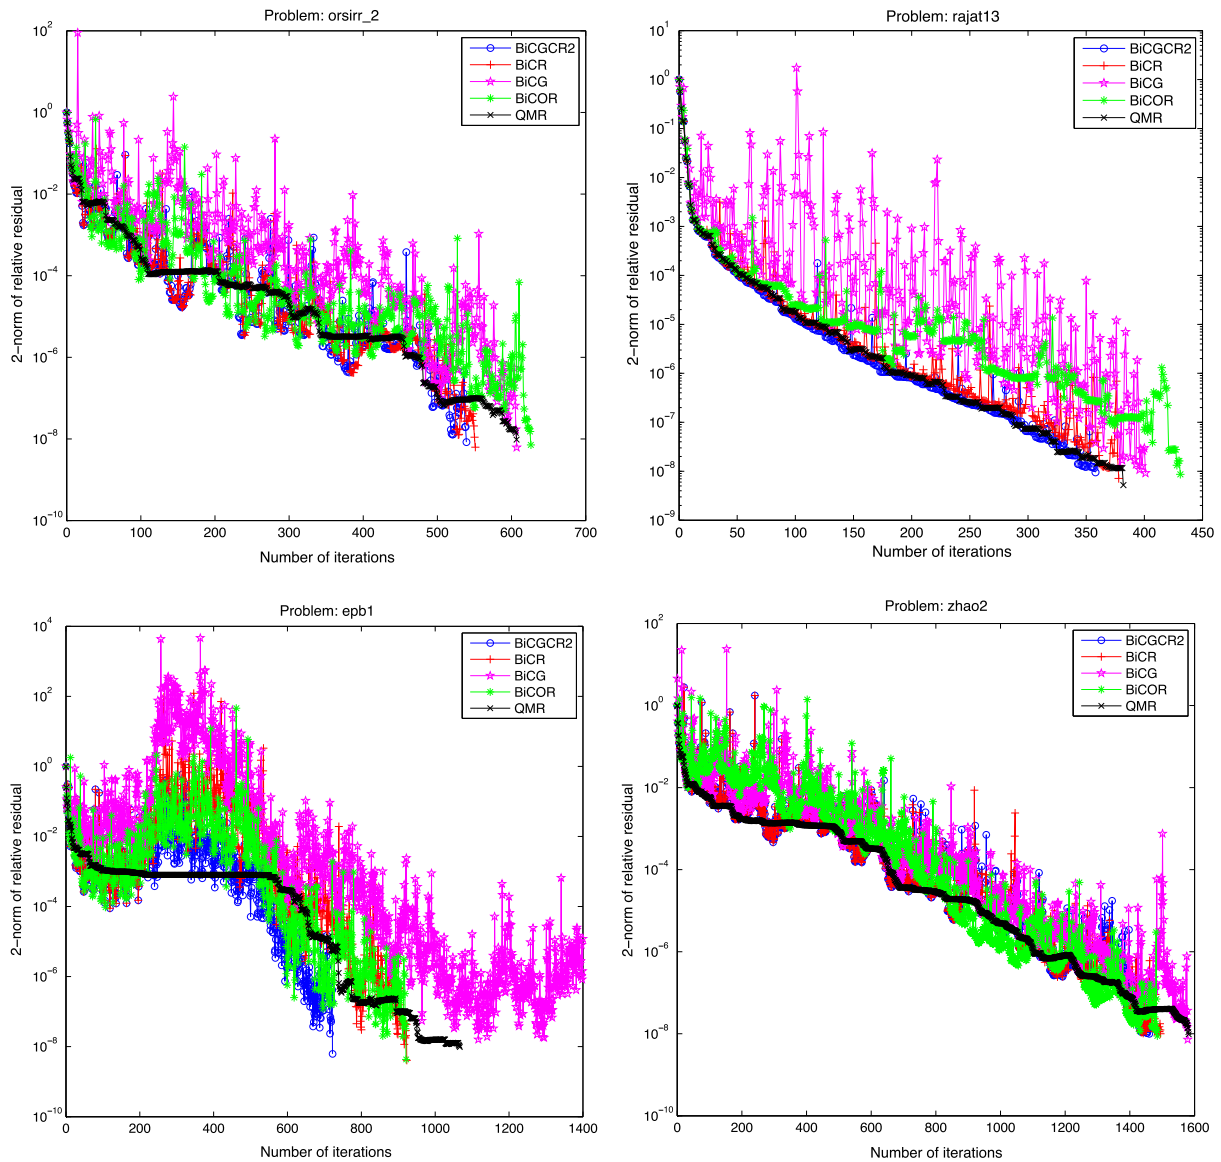 Problem: orsirr_2
10^2
10^0
10^-2
10^-4
10^-6
10^-8
10^-10
2-norm of relative residual
BiCGCR2
BiCR
BiCG
BiCOR
QMR
0 100 200 300 400 500 600 700
Number of iterations
Problem: rajat13
10^1
10^0
10^-1
10^-2
10^-3
10^-4
10^-5
10^-6
10^-7
10^-8
10^-9
2-norm of relative residual
BiCGCR2
BiCR
BiCG
BiCOR
QMR
0 50 100 150 200 250 300 350 400 450
Number of iterations
Problem: epb1
10^4
10^2
10^0
10^-2
10^-4
10^-6
10^-8
10^-10
2-norm of relative residual
BiCGCR2
BiCR
BiCG
BiCOR
QMR
0 200 400 600 800 1000 1200 1400
Number of iterations
Problem: zhao2
10^2
10^0
10^-2
10^-4
10^-6
10^-8
10^-10
2-norm of relative residual
BiCGCR2
BiCR
BiCG
BiCOR
QMR
0 200 400 600 800 1000 1200 1400 1600
Number of iterations